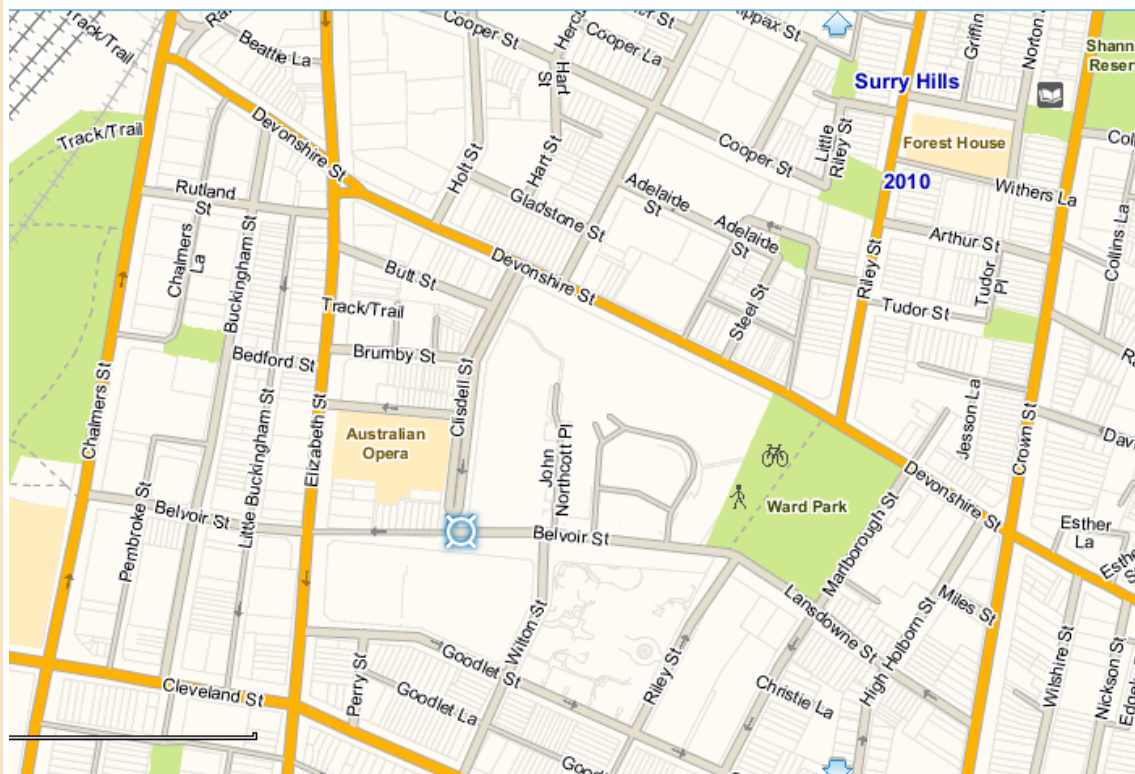 Track/Trail
Beattie La
Cooper St
Cooper La
Hart St
Griffin
Norton
Surry Hills
Forest House
2010
Withers La
Track/Trail
Devonshire St
Holt St
Hart St
Cooper St
Little Riley St
Rutland St
Gladstone St
Adelaide St
Adelaide St
Arthur St
Collins La
Chalmers La
Buckingham St
Butt St
Devonshire St
Steel St
Riley St
Tudor St
Tudor Pl
Track/Trail
Brumby St
Bedford St
Clisdell St
Chalmers St
Elizabeth St
Little Buckingham St
Australian
Opera
John Northcott Pl
Jesson La
Crown St
Ward Park
Marlborough St
Devonshire St
Pembroke St
Belvoir St
Belvoir St
Esther La
Lansdowne St
High Holborn St
Miles St
Wilton St
Riley St
Goodlet St
Goodlet La
Perry St
Cleveland St
Christie La
Wilshire St
Nickson St